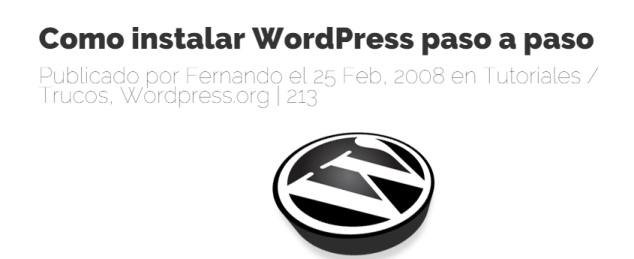 Como instalar WordPress paso a paso
Publicado por Fernando el 25 Feb, 2008 en Tutoriales /
Trucos, Wordpress.org | 213
W